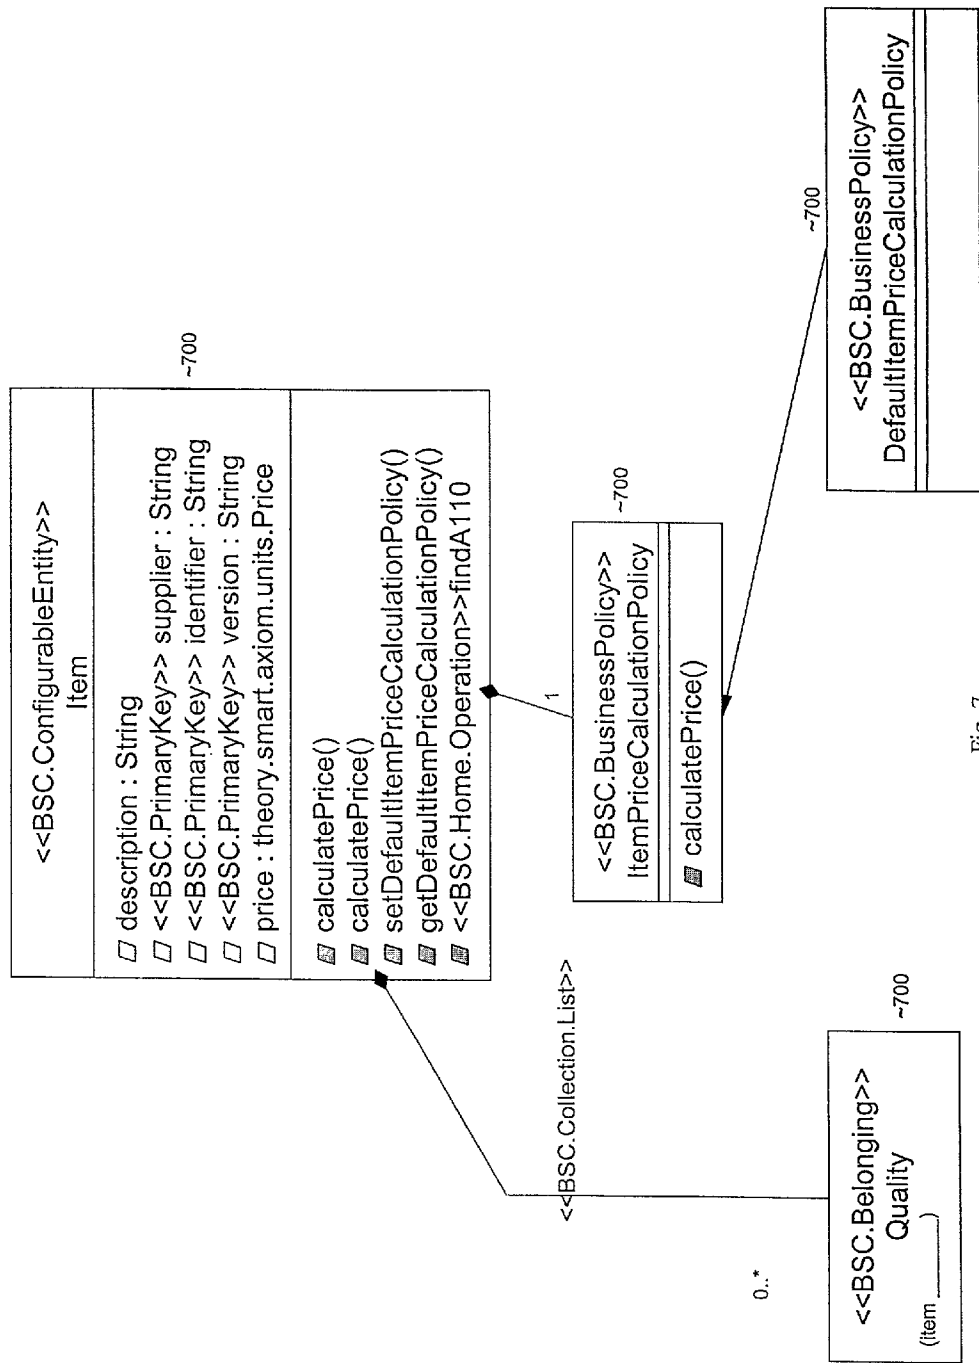 <<BSC.ConfigurableEntity>>
Item
description : String
<<BSC.PrimaryKey>> supplier : String
<<BSC.PrimaryKey>> identifier : String
<<BSC.PrimaryKey>> version : String
price : theory.smart.axiom.units.Price
~700
calculatePrice()
calculatePrice()
setDefaultItemPriceCalculationPolicy()
getDefaultItemPriceCalculationPolicy()
<<BSC.Home.Operation>>findA110
<<BSC.Collection.List>>
0..*
1
<<BSC.Belonging>>
Quality
(item ______)
~700
<<BSC.BusinessPolicy>>
ItemPriceCalculationPolicy
~700
calculatePrice()
<<BSC.BusinessPolicy>>
DefaultItemPriceCalculationPolicy
~700
Fig. 7